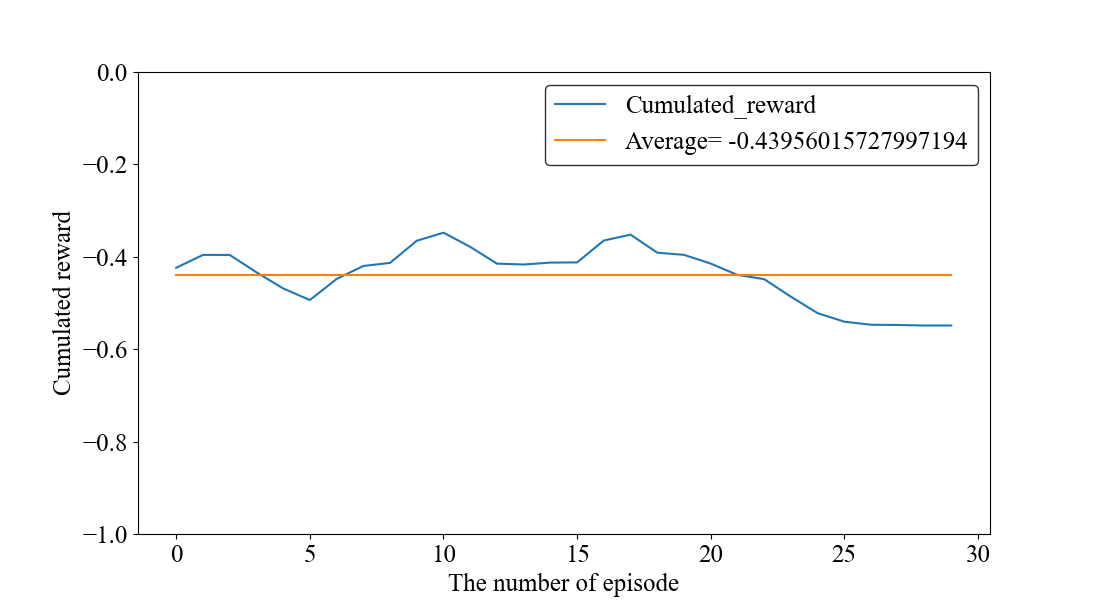 Cumulated_reward
Average= -0.43956015727997194
0.0
−0.2
−0.4
−0.6
−0.8
−1.0
Cumulated reward
0 5 10 15 20 25 30
The number of episode